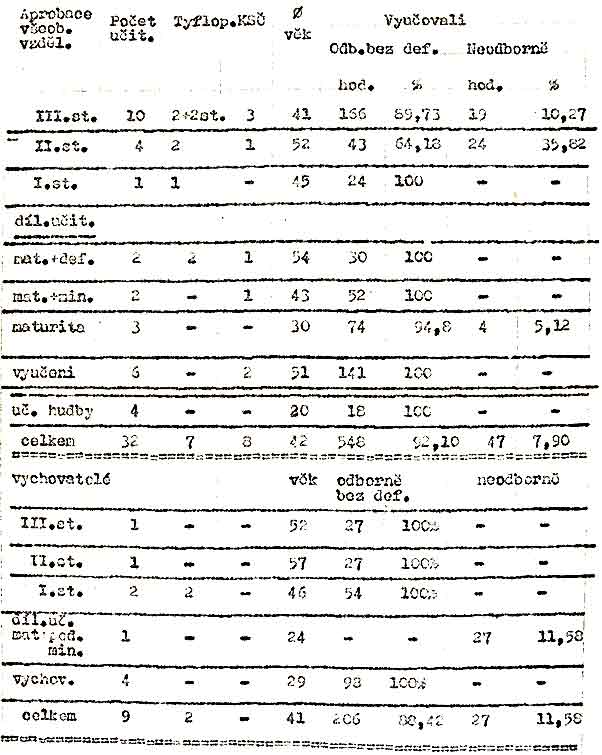 Aprobace Počet Tyflop. KSČ Ø Vyučovali
všeob. učit. věk
vzděl. Odb.bez def. Neodborně
hod. % hod. %
III.st. 10 2+2st. 3 41 166 89,73 19 10,27
II.st. 4 2 1 52 43 64,18 24 35,82
I.st. 1 1 - 45 24 100 - -
díl.učit.
mat.+def. 2 2 1 54 30 100 - -
mat.+min. 2 - 1 43 52 100 - -
maturita 3 - - 30 74 94,8 4 5,12
vyučeni 6 - 2 51 141 100 - -
uč. hudby 4 - - 20 18 100 - -
celkem 32 7 8 42 548 92,10 47 7,90
vychovatelé věk odborně neodborně
bez def.
III.st. 1 - - 52 27 100% - -
II.st. 1 - - 57 27 100% - -
I.st. 2 2 - 46 54 100% - -
díl.uč.
mat+ped. 1 - - 24 - - 27 11,58
min.
vychov. 4 - - 29 98 100% - -
celkem 9 2 - 41 206 88,42 27 11,58